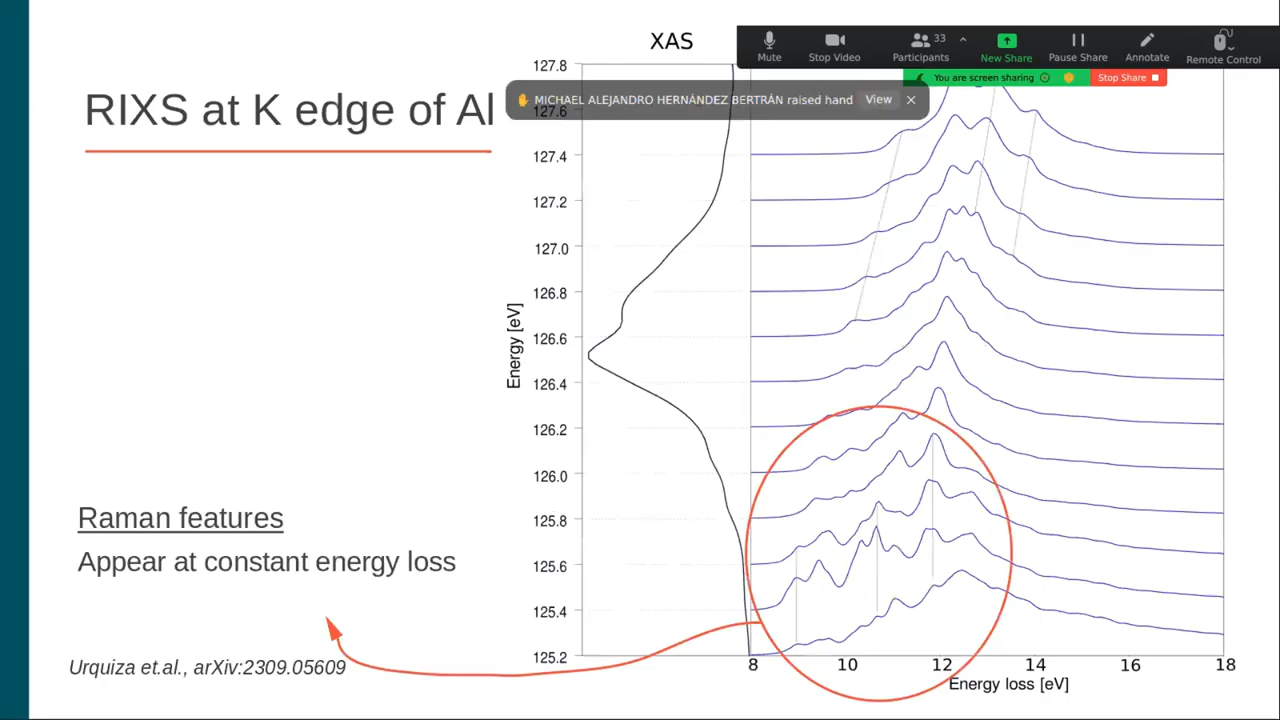 XAS
Mute
Stop Video
Participants
33
New Share
Pause Share
Annotate
Remote Control
You are screen sharing
Stop Share
MICHAEL ALEJANDRO HERNÁNDEZ BERTRÁN raised hand
View
RIXS at K edge of Al
127.8
127.6
127.4
127.2
127.0
126.8
126.6
126.4
126.2
126.0
125.8
125.6
125.4
125.2
Energy [eV]
8
10
12
14
16
18
Energy loss [eV]
Raman features
Appear at constant energy loss
Urquiza et.al., arXiv:2309.05609